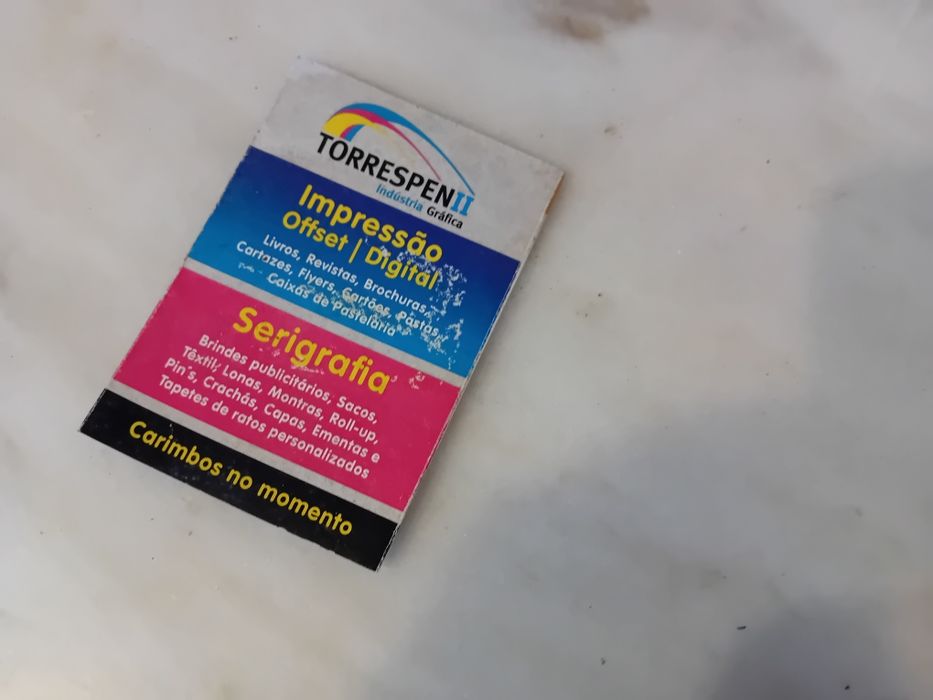 TORRESPEN II
Indústria Gráfica
Impressão
Offset | Digital
Livros, Revistas, Brochuras,
Cartazes, Flyers, Cartões, Pastas,
Caixas de Pastelaria
Serigrafia
Brindes publicitários, Sacos,
Têxtil, Lonas, Montras, Roll-up,
Pin´s, Crachás, Capas, Ementas e
Tapetes de ratos personalizados
Carimbos no momento